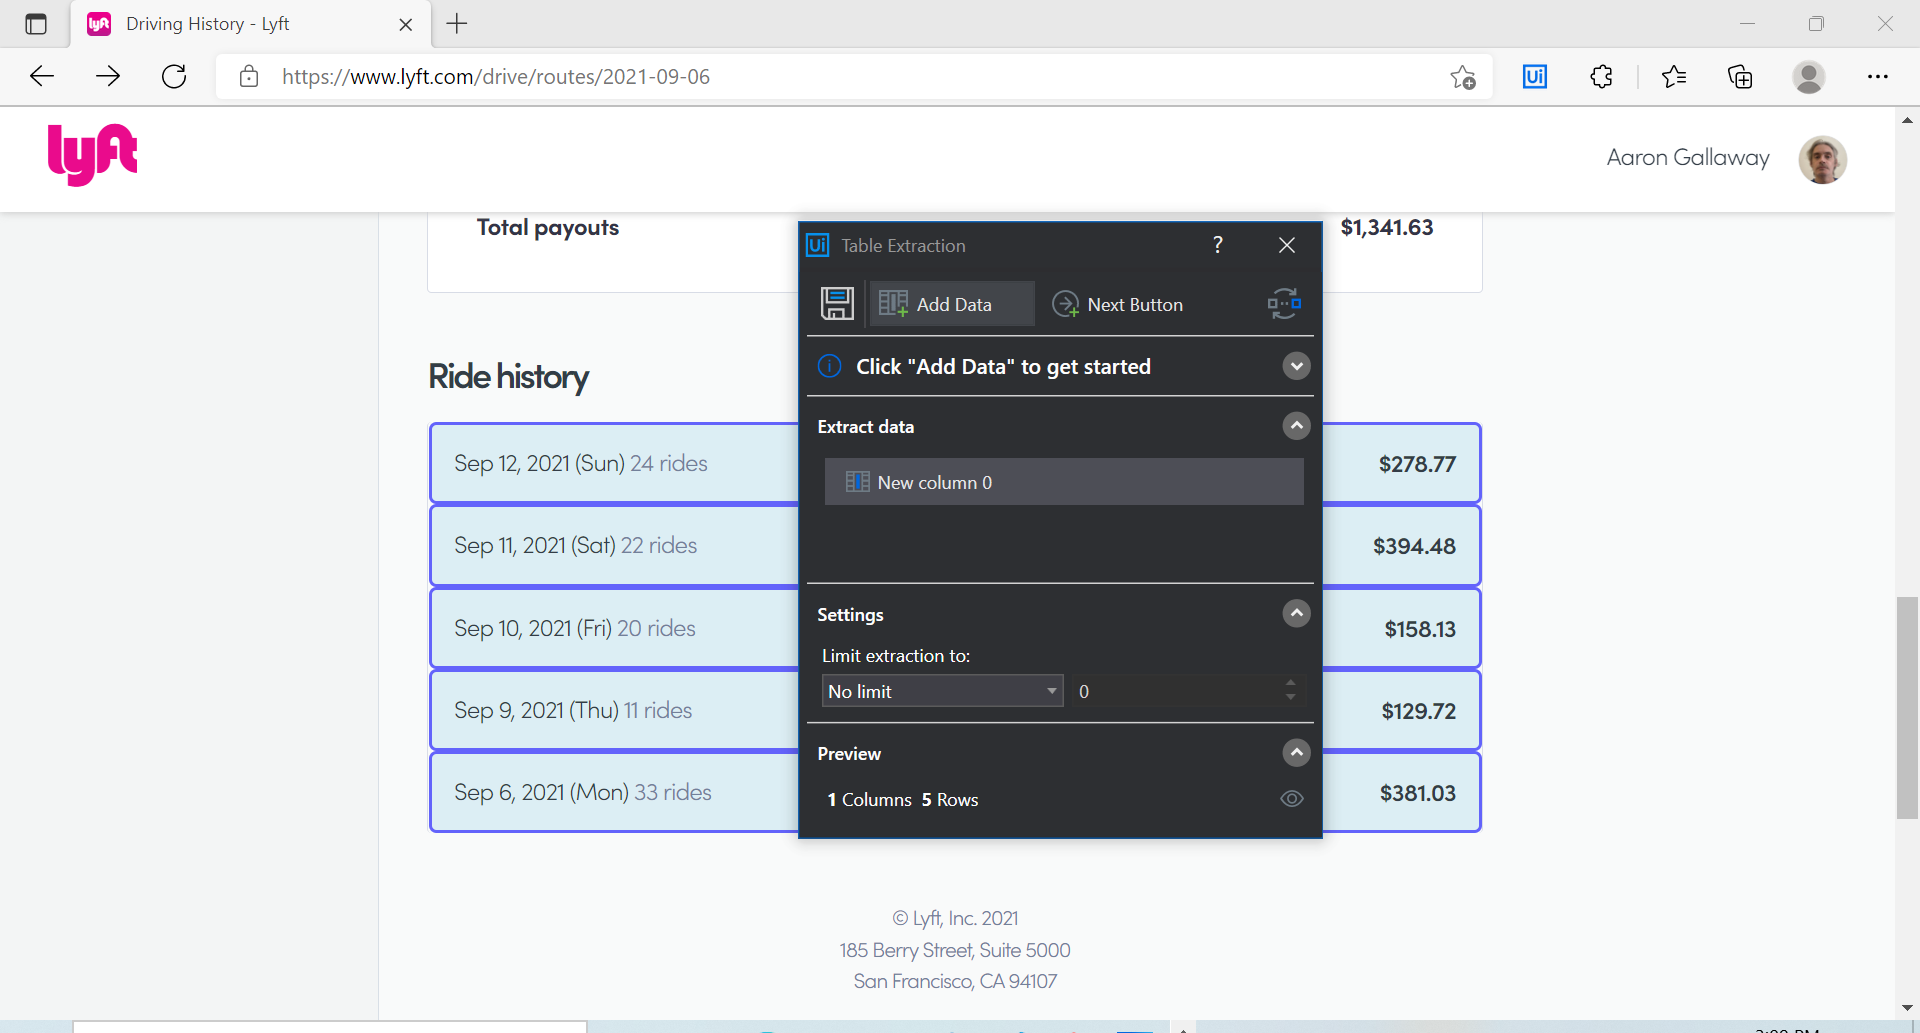 lyft Driving History - Lyft
https://www.lyft.com/drive/routes/2021-09-06
Ui
lyft
Aaron Gallaway
Total payouts
$1,341.63
Ui Table Extraction ?
Add Data
Next Button
Click "Add Data" to get started
Extract data
New column 0
Settings
Limit extraction to:
No limit
0
Preview
1 Columns 5 Rows
Ride history
Sep 12, 2021 (Sun) 24 rides
$278.77
Sep 11, 2021 (Sat) 22 rides
$394.48
Sep 10, 2021 (Fri) 20 rides
$158.13
Sep 9, 2021 (Thu) 11 rides
$129.72
Sep 6, 2021 (Mon) 33 rides
$381.03
© Lyft, Inc. 2021
185 Berry Street, Suite 5000
San Francisco, CA 94107